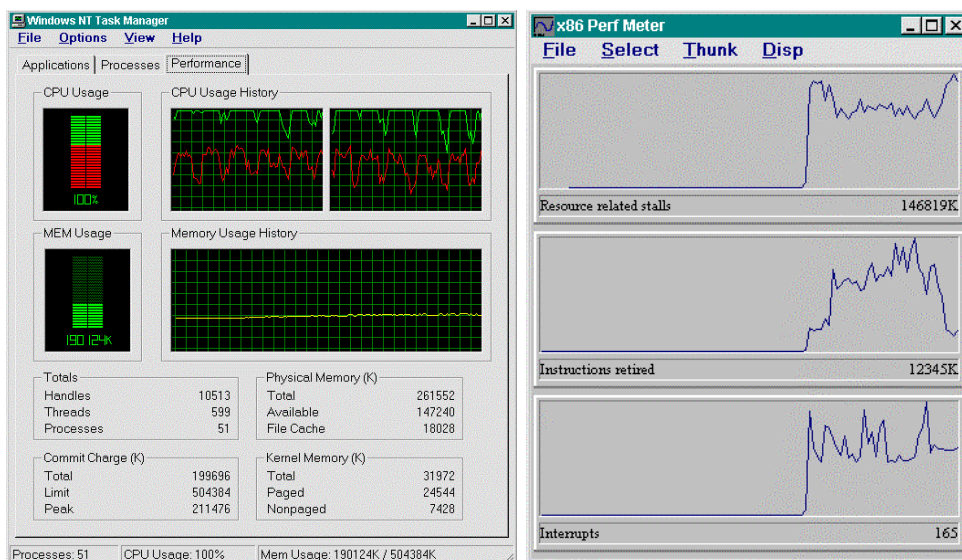 Windows NT Task Manager
File Options View Help
Applications Processes Performance
CPU Usage CPU Usage History
100%
MEM Usage Memory Usage History
190124K
Totals
Handles 10513
Threads 599
Processes 51
Physical Memory (K)
Total 261552
Available 147240
File Cache 18028
Commit Charge (K)
Total 199696
Limit 504384
Peak 211476
Kernel Memory (K)
Total 31972
Paged 24544
Nonpaged 7428
Processes: 51 CPU Usage: 100% Mem Usage: 190124K / 504384K
x86 Perf Meter
File Select Thunk Disp
Resource related stalls 146819K
Instructions retired 12345K
Interrupts 165